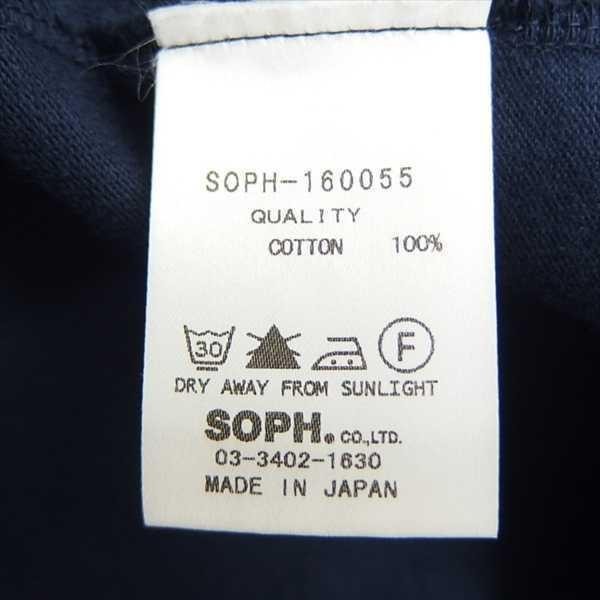 SOPH-160055
QUALITY
COTTON 100%
30 F
DRY AWAY FROM SUNLIGHT
SOPH. CO.,LTD.
03-3402-1630
MADE IN JAPAN